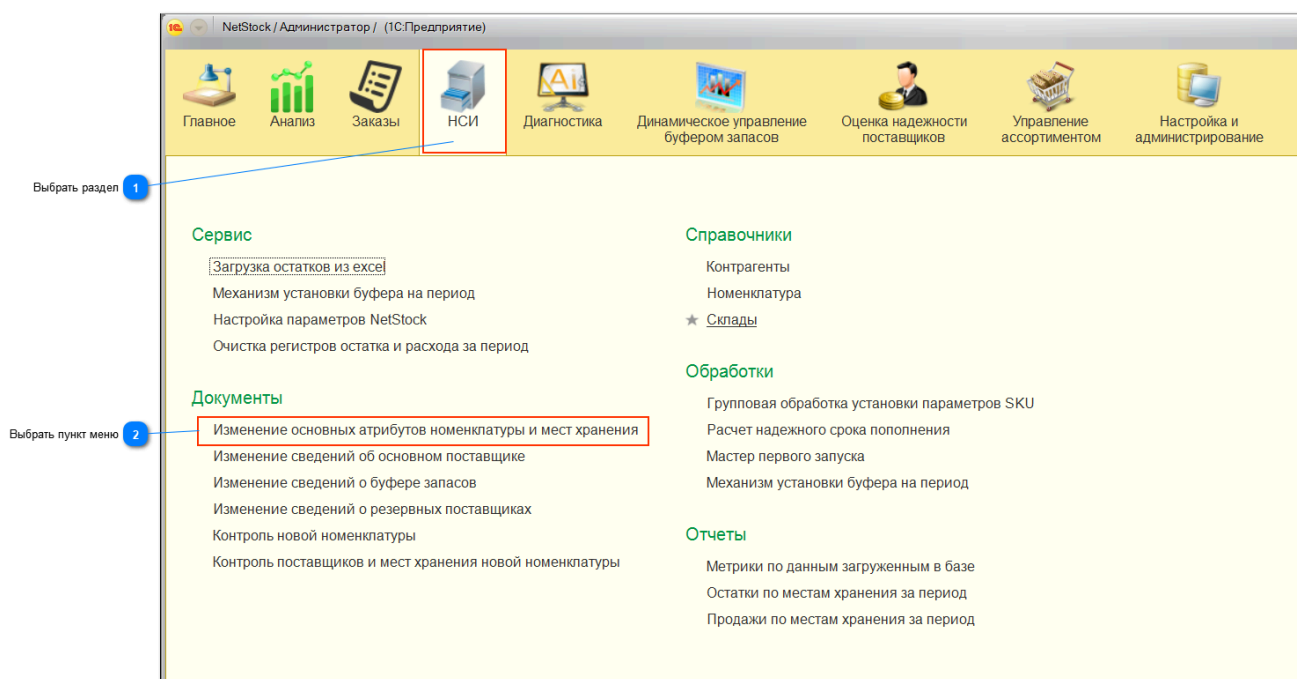 NetStock / Администратор / (1С:Предприятие)
Главное
Анализ
Заказы
НСИ
Диагностика
Динамическое управление
буфером запасов
Оценка надежности
поставщиков
Управление
ассортиментом
Настройка и
администрирование
Выбрать раздел 1
Сервис
Загрузка остатков из excel
Механизм установки буфера на период
Настройка параметров NetStock
Очистка регистров остатка и расхода за период
Документы
Выбрать пункт меню 2
Изменение основных атрибутов номенклатуры и мест хранения
Изменение сведений об основном поставщике
Изменение сведений о буфере запасов
Изменение сведений о резервных поставщиках
Контроль новой номенклатуры
Контроль поставщиков и мест хранения новой номенклатуры
Справочники
Контрагенты
Номенклатура
Склады
Обработки
Групповая обработка установки параметров SKU
Расчет надежного срока пополнения
Мастер первого запуска
Механизм установки буфера на период
Отчеты
Метрики по данным загруженным в базе
Остатки по местам хранения за период
Продажи по местам хранения за период